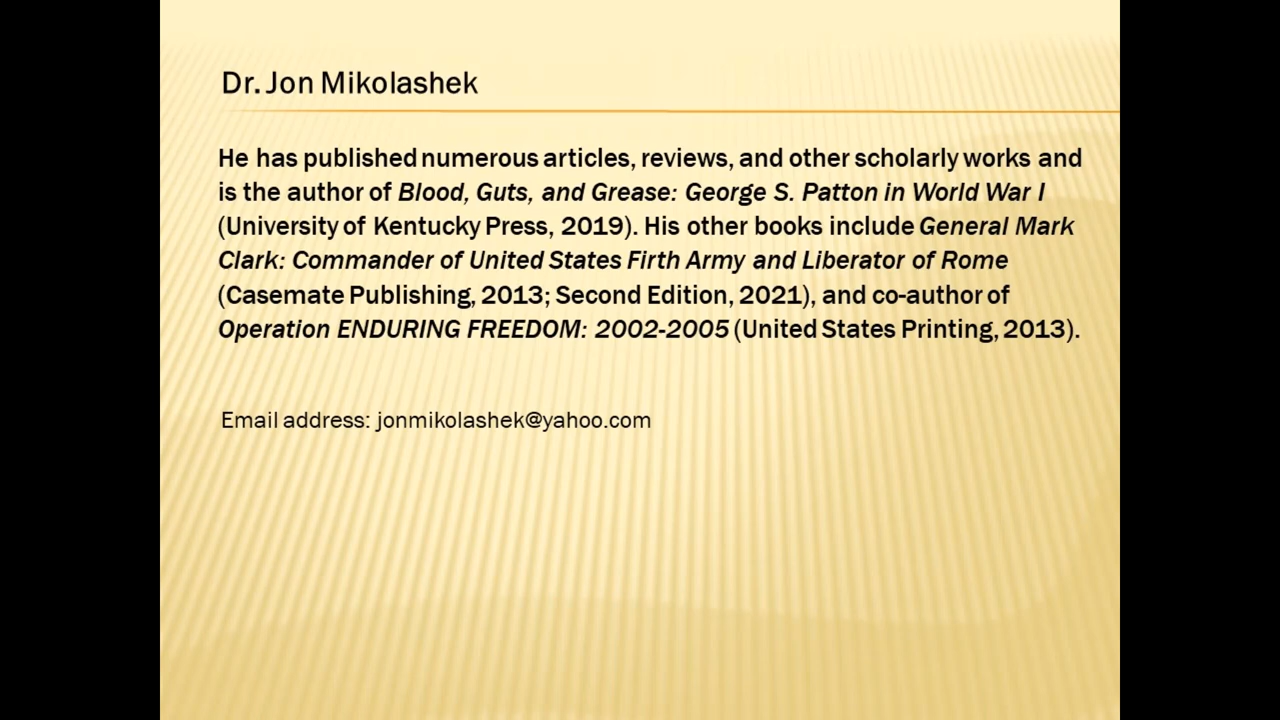 Dr. Jon Mikolashek
He has published numerous articles, reviews, and other scholarly works and
is the author of Blood, Guts, and Grease: George S. Patton in World War I
(University of Kentucky Press, 2019). His other books include General Mark
Clark: Commander of United States Firth Army and Liberator of Rome
(Casemate Publishing, 2013; Second Edition, 2021), and co-author of
Operation ENDURING FREEDOM: 2002-2005 (United States Printing, 2013).
Email address: jonmikolashek@yahoo.com